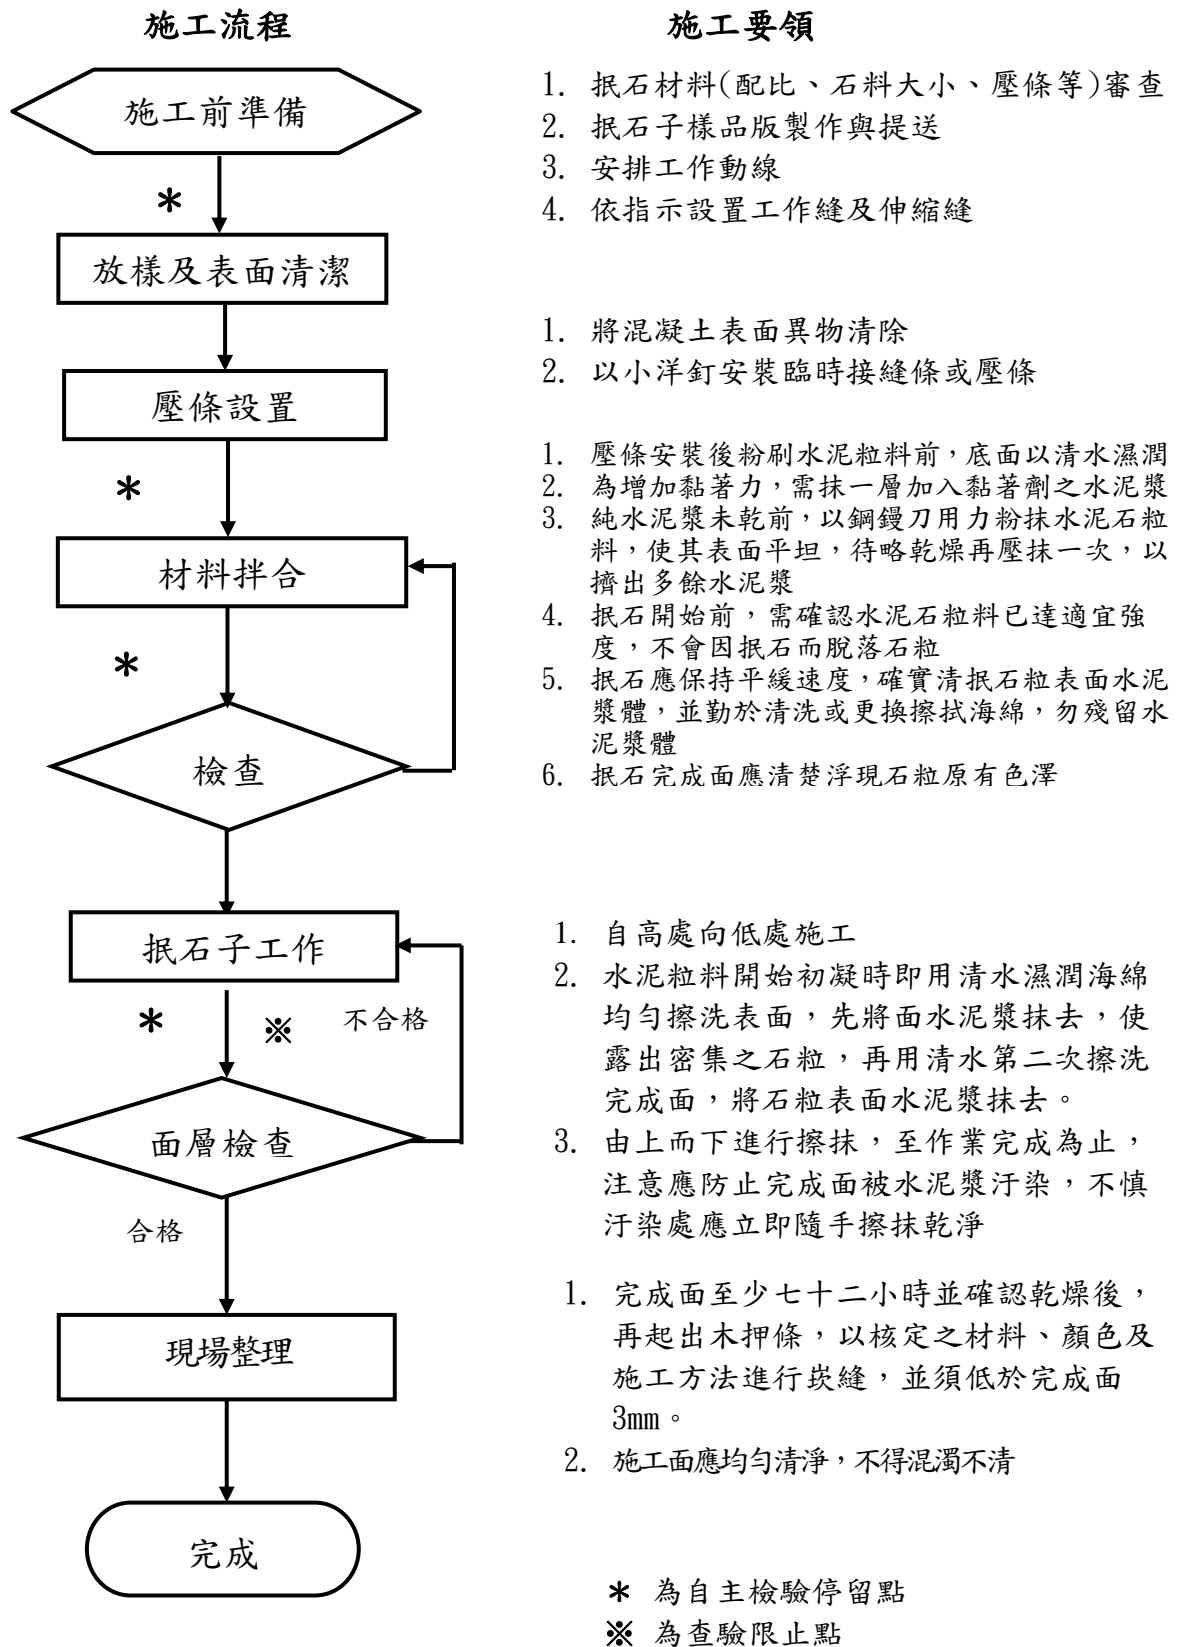 施工流程
施工要領
施工前準備
1. 抿石材料(配比、石料大小、壓條等)審查
2. 抿石子樣品版製作與提送
3. 安排工作動線
4. 依指示設置工作縫及伸縮縫
*
放樣及表面清潔
1. 將混凝土表面異物清除
2. 以小洋釘安裝臨時接縫條或壓條
壓條設置
*
1. 壓條安裝後粉刷水泥粒料前，底面以清水濕潤
2. 為增加黏著力，需抹一層加入黏著劑之水泥漿
3. 純水泥漿未乾前，以鋼鏝刀用力粉抹水泥石粒
料，使其表面平坦，待略乾燥再壓抹一次，以
擠出多餘水泥漿
4. 抿石開始前，需確認水泥石粒料已達適宜強
度，不會因抿石而脫落石粒
5. 抿石應保持平緩速度，確實清抿石粒表面水泥
漿體，並勤於清洗或更換擦拭海綿，勿殘留水
泥漿體
6. 抿石完成面應清楚浮現石粒原有色澤
材料拌合
*
檢查
抿石子工作
* ※ 不合格
面層檢查
合格
1. 自高處向低處施工
2. 水泥粒料開始初凝時即用清水濕潤海綿
均勻擦洗表面，先將面水泥漿抹去，使
露出密集之石粒，再用清水第二次擦洗
完成面，將石粒表面水泥漿抹去。
3. 由上而下進行擦抹，至作業完成為止，
注意應防止完成面被水泥漿汙染，不慎
汙染處應立即隨手擦抹乾淨
現場整理
1. 完成面至少七十二小時並確認乾燥後，
再起出木押條，以核定之材料、顏色及
施工方法進行崁縫，並須低於完成面
3mm。
2. 施工面應均勻清淨，不得混濁不清
完成
* 為自主檢驗停留點
※ 為查驗限止點